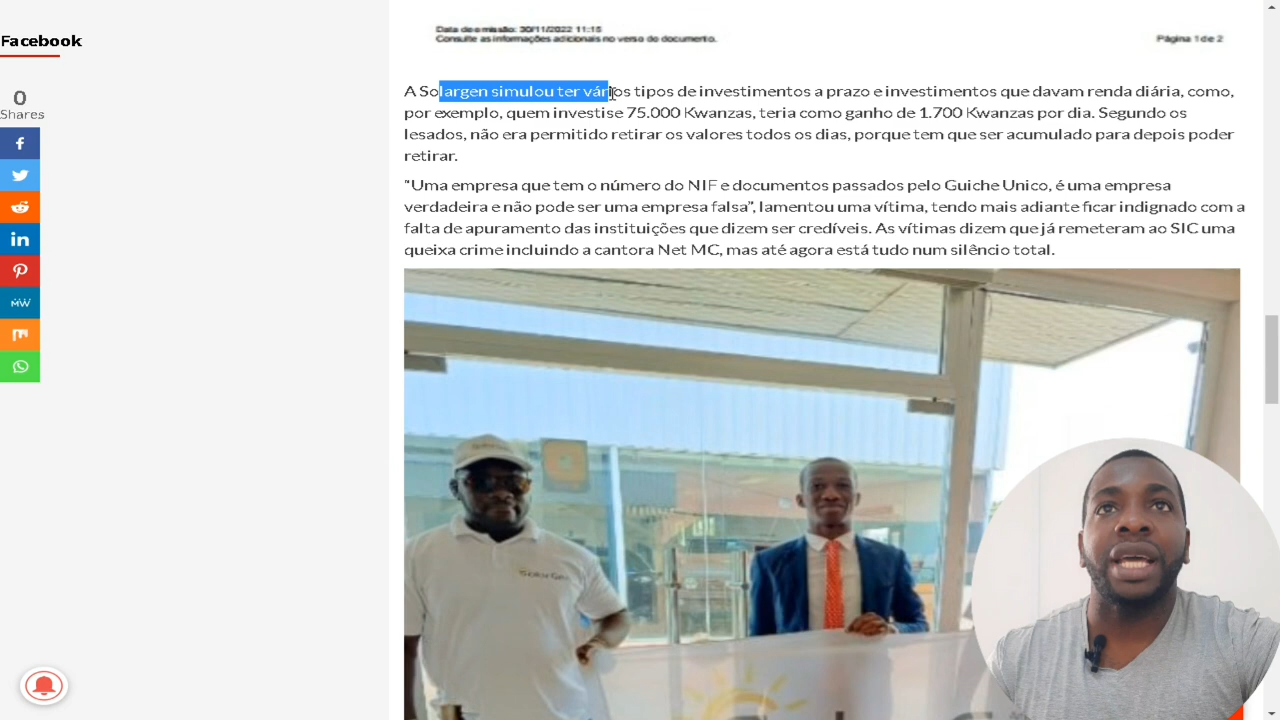 Data de emissão: 30/11/2022 11:15
Consulte as informações adicionais no verso do documento.
Página 1 de 2
Facebook
0
Shares
A Solargen simulou ter vários tipos de investimentos a prazo e investimentos que davam renda diária, como,
por exemplo, quem investise 75.000 Kwanzas, teria como ganho de 1.700 Kwanzas por dia. Segundo os
lesados, não era permitido retirar os valores todos os dias, porque tem que ser acumulado para depois poder
retirar.
“Uma empresa que tem o número do NIF e documentos passados pelo Guiche Unico, é uma empresa
verdadeira e não pode ser uma empresa falsa”, lamentou uma vítima, tendo mais adiante ficar indignado com a
falta de apuramento das instituições que dizem ser credíveis. As vítimas dizem que já remeteram ao SIC uma
queixa crime incluindo a cantora Net MC, mas até agora está tudo num silêncio total.